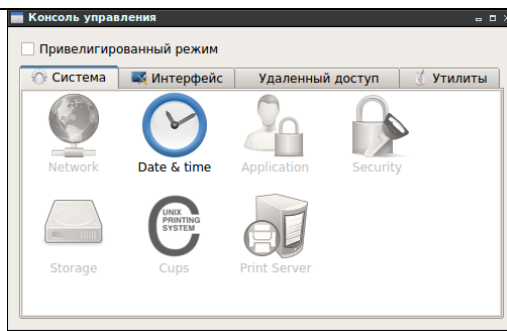 Консоль управления
Привелигированный режим
Система Интерфейс Удаленный доступ Утилиты
Network Date & time Application Security
UNIX
PRINTING
SYSTEM
Storage Cups Print Server